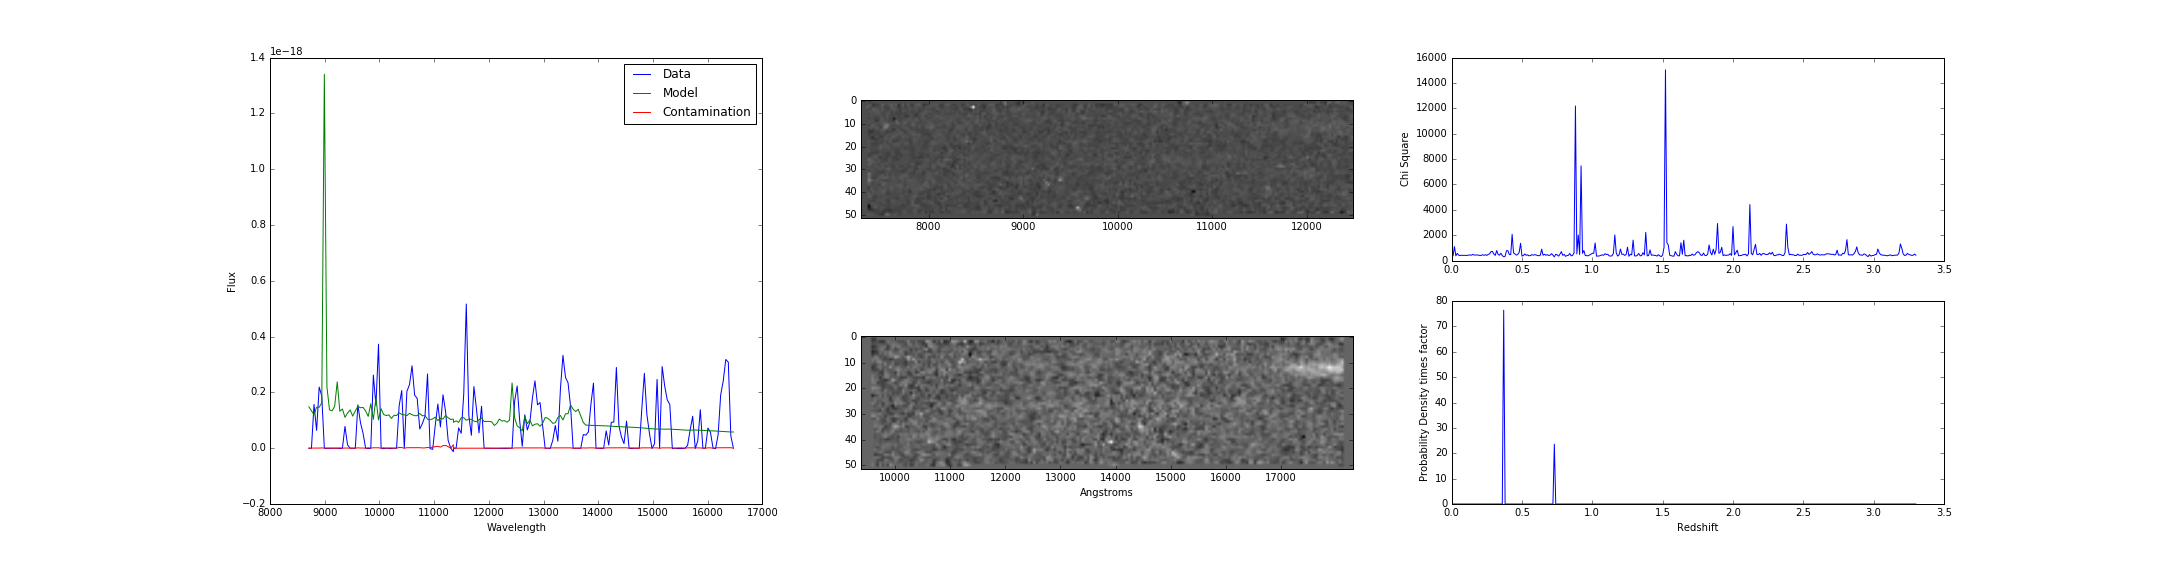 1e−18
1.4
1.2
1.0
0.8
0.6
0.4
0.2
0.0
−0.2
Flux
8000 9000 10000 11000 12000 13000 14000 15000 16000 17000
Wavelength
Data
Model
Contamination
0
10
20
30
40
50
8000 9000 10000 11000 12000
0
10
20
30
40
50
10000 11000 12000 13000 14000 15000 16000 17000
Angstroms
16000
14000
12000
10000
8000
6000
4000
2000
0
Chi Square
0.0 0.5 1.0 1.5 2.0 2.5 3.0 3.5
80
70
60
50
40
30
20
10
0
Probability Density times factor
0.0 0.5 1.0 1.5 2.0 2.5 3.0 3.5
Redshift